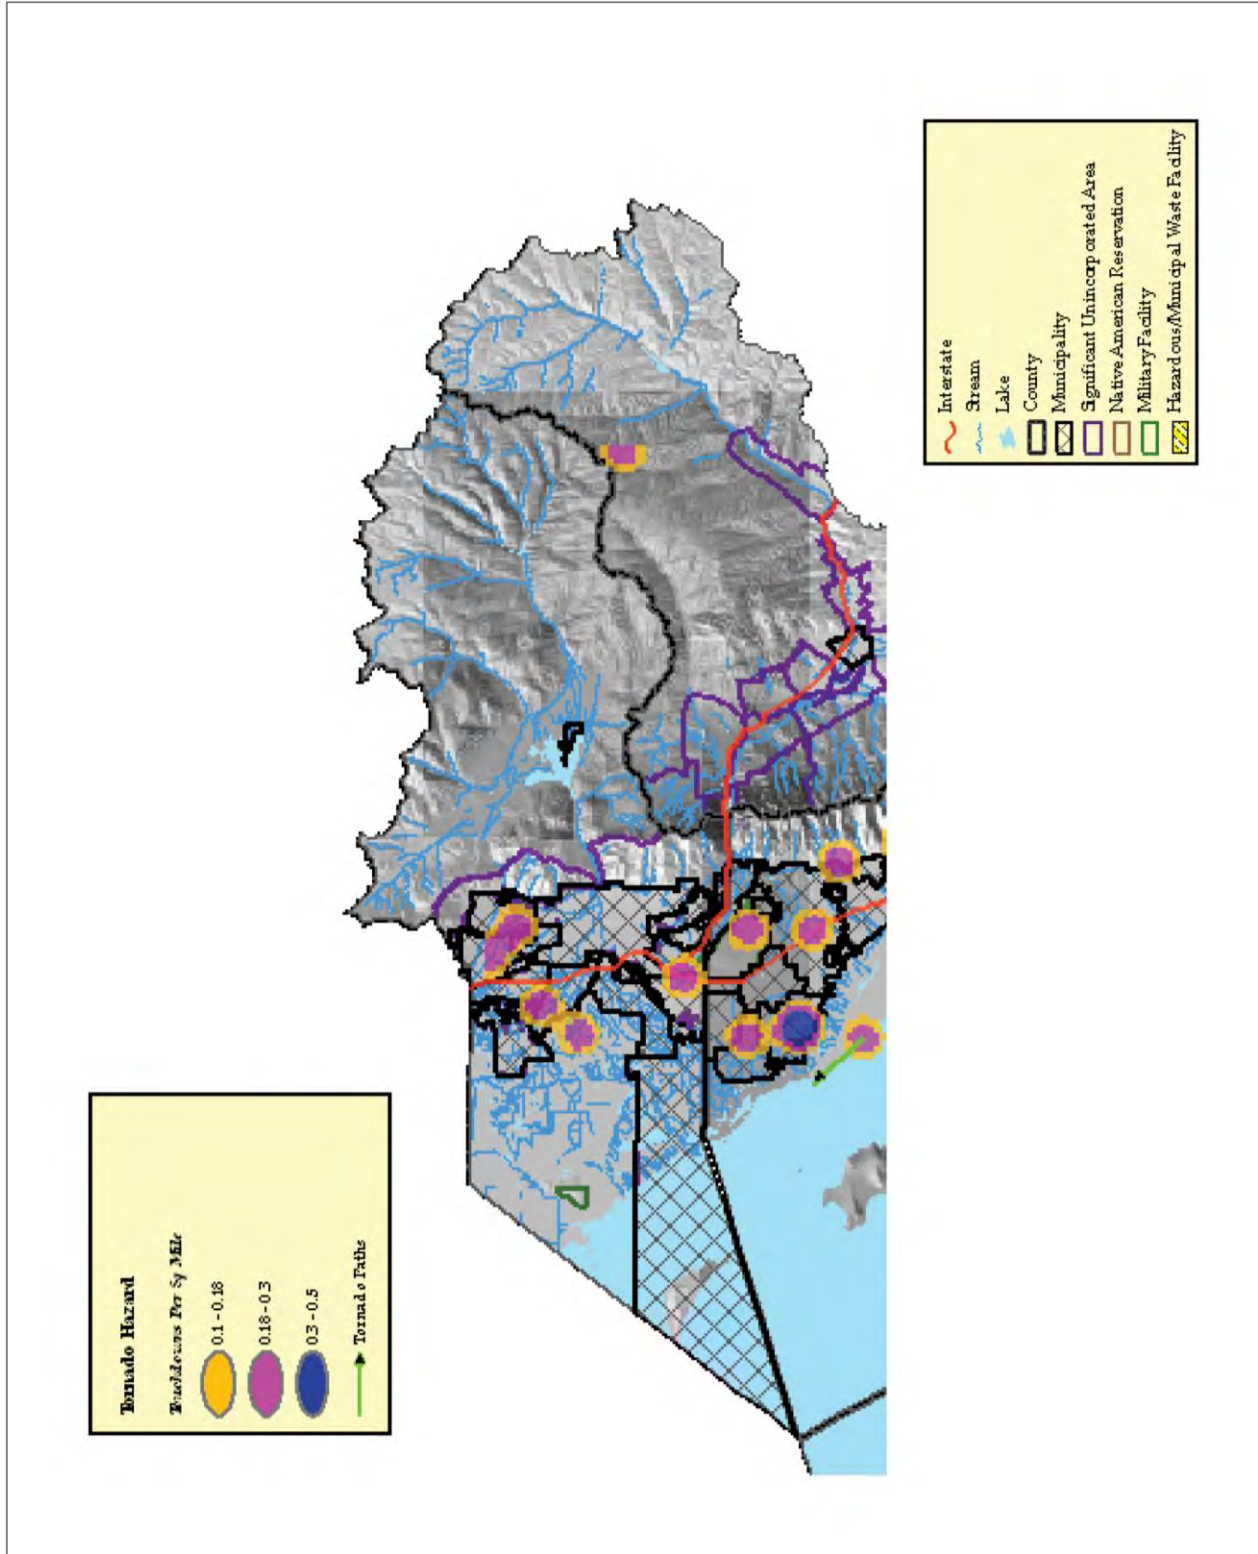 Tornado Hazard
Touchdowns Per Sq Mile
0.1 - 0.18
0.18 - 0.3
0.3 - 0.5
Tornado Paths
Interstate
Stream
Lake
County
Municipality
Significant Unincorporated Area
Native American Reservation
Military Facility
Hazardous/Municipal Waste Facility